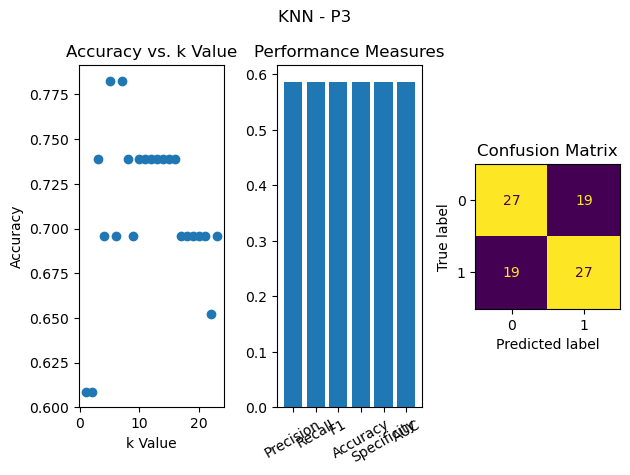 KNN - P3
Accuracy vs. k Value
0.775
0.750
0.725
0.700
0.675
0.650
0.625
0.600
Accuracy
0
10
20
k Value
Performance Measures
0.6
0.5
0.4
0.3
0.2
0.1
0.0
Precision
Recall
F1
Accuracy
Specificity
AUC
Confusion Matrix
True label
0
27
19
1
19
27
0
1
Predicted label